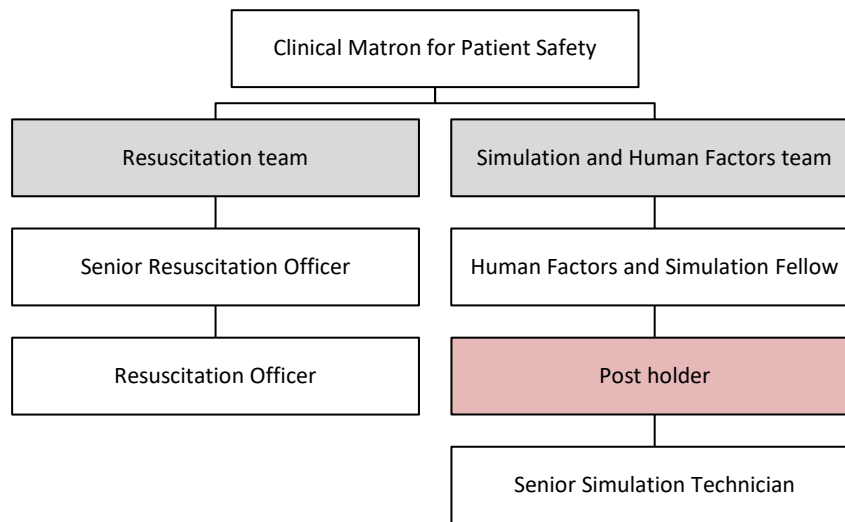 Clinical Matron for Patient Safety
Resuscitation team
Simulation and Human Factors team
Senior Resuscitation Officer
Human Factors and Simulation Fellow
Resuscitation Officer
Post holder
Senior Simulation Technician